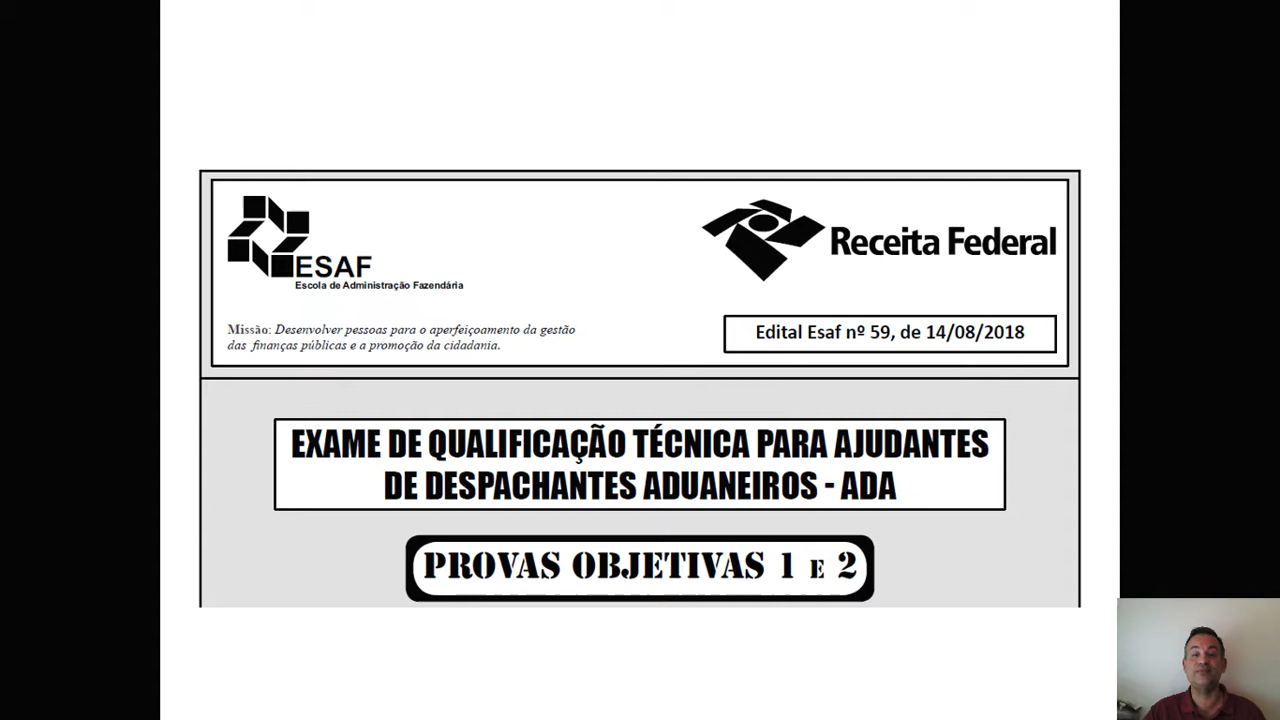 ESAF
Escola de Administração Fazendária
Receita Federal
Missão: Desenvolver pessoas para o aperfeiçoamento da gestão
das finanças públicas e a promoção da cidadania.
Edital Esaf nº 59, de 14/08/2018
EXAME DE QUALIFICAÇÃO TÉCNICA PARA AJUDANTES
DE DESPACHANTES ADUANEIROS - ADA
PROVAS OBJETIVAS 1 E 2